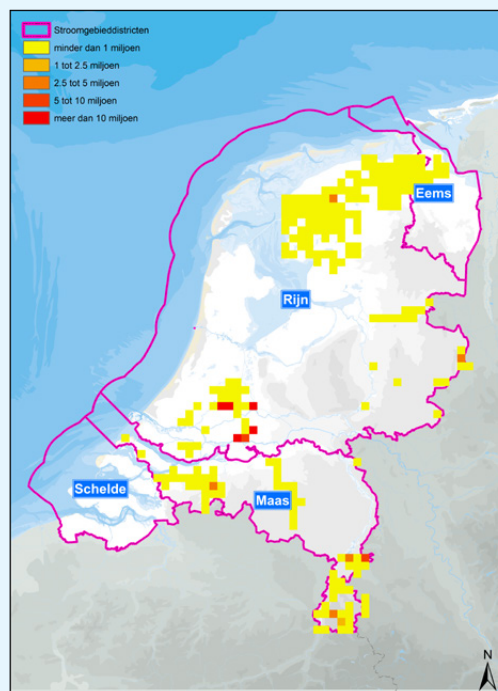 Stroomgebieddistricten
minder dan 1 miljoen
1 tot 2.5 miljoen
2.5 tot 5 miljoen
5 tot 10 miljoen
meer dan 10 miljoen
Eems
Rijn
Schelde
Maas
N